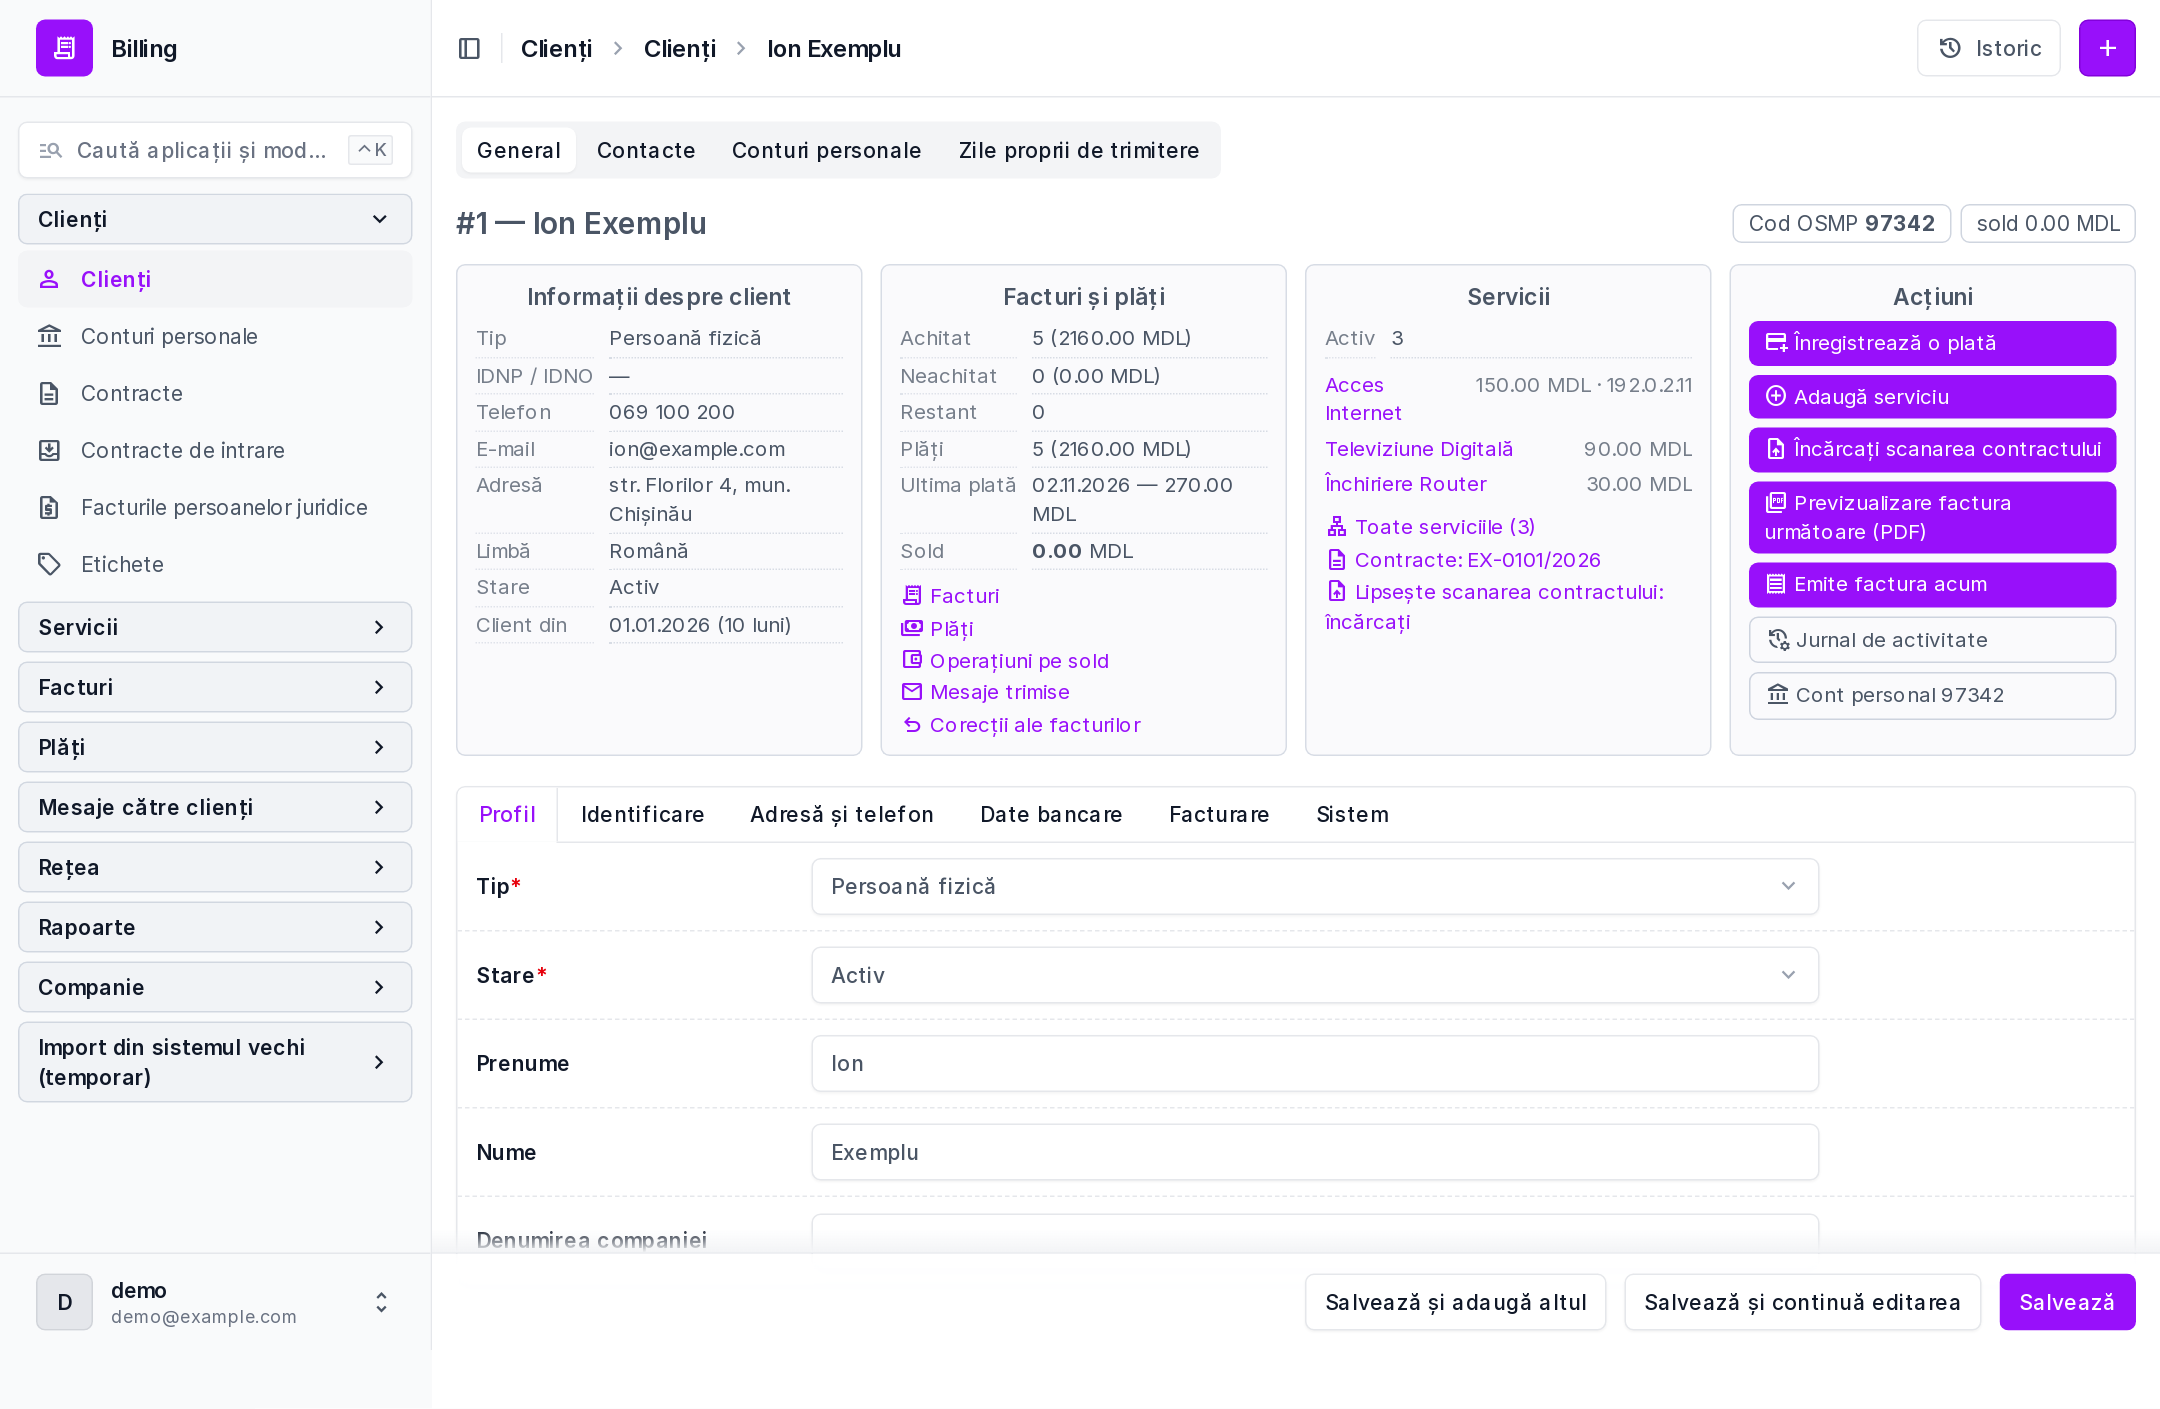 Billing
Clienți
Clienți
Ion Exemplu
Istoric
Caută aplicații și mod...
^K
Clienți
Clienți
Conturi personale
Contracte
Contracte de intrare
Facturile persoanelor juridice
Etichete
Servicii
Facturi
Plăți
Mesaje către clienți
Rețea
Rapoarte
Companie
Import din sistemul vechi
(temporar)
D
demo
demo@example.com
General
Contacte
Conturi personale
Zile proprii de trimitere
#1 — Ion Exemplu
Cod OSMP 97342
sold 0.00 MDL
Informații despre client
Tip Persoană fizică
IDNP / IDNO —
Telefon 069 100 200
E-mail ion@example.com
Adresă str. Florilor 4, mun.
Chișinău
Limbă Română
Stare Activ
Client din 01.01.2026 (10 luni)
Facturi și plăți
Achitat 5 (2160.00 MDL)
Neachitat 0 (0.00 MDL)
Restant 0
Plăți 5 (2160.00 MDL)
Ultima plată 02.11.2026 — 270.00
MDL
Sold 0.00 MDL
Facturi
Plăți
Operațiuni pe sold
Mesaje trimise
Corecții ale facturilor
Servicii
Activ 3
Acces 150.00 MDL · 192.0.2.11
Internet
Televiziune Digitală 90.00 MDL
Închiriere Router 30.00 MDL
Toate serviciile (3)
Contracte: EX-0101/2026
Lipsește scanarea contractului:
încărcați
Acțiuni
Înregistrează o plată
Adaugă serviciu
Încărcați scanarea contractului
Previzualizare factura
următoare (PDF)
Emite factura acum
Jurnal de activitate
Cont personal 97342
Profil
Identificare
Adresă și telefon
Date bancare
Facturare
Sistem
Tip* Persoană fizică
Stare* Activ
Prenume Ion
Nume Exemplu
Denumirea companiei
Salvează și adaugă altul
Salvează și continuă editarea
Salvează